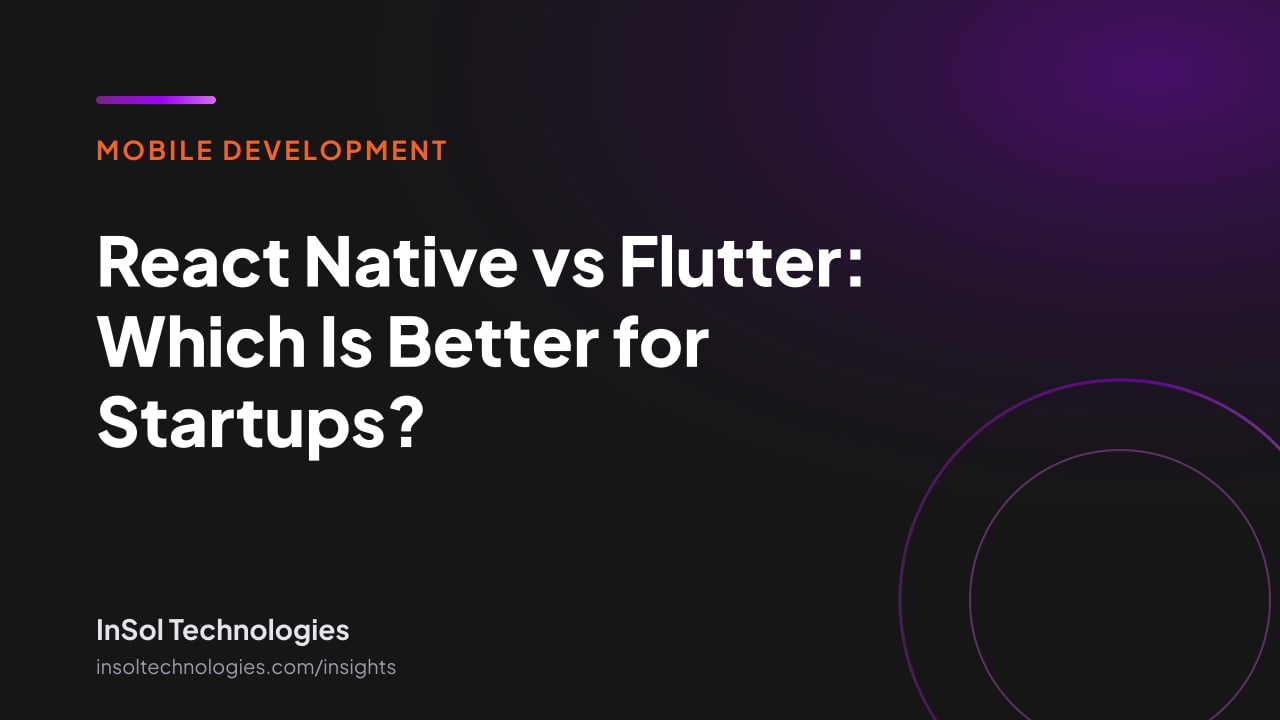 MOBILE DEVELOPMENT
React Native vs Flutter:
Which Is Better for
Startups?
InSol Technologies
insoltechnologies.com/insights